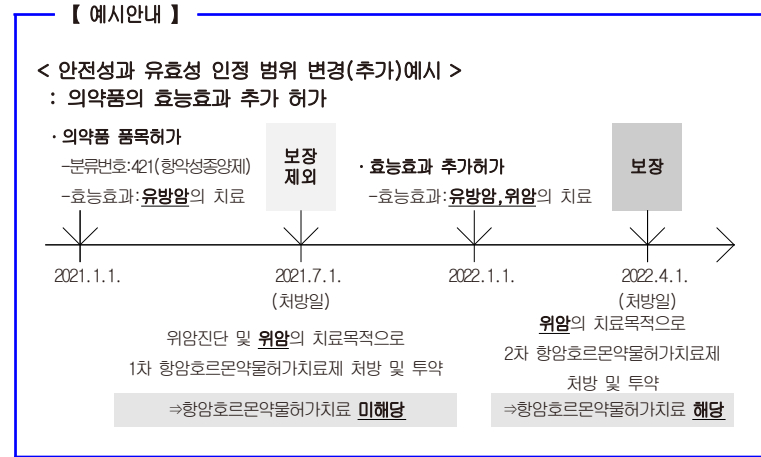 【 예시안내 】
< 안전성과 유효성 인정 범위 변경(추가)예시 >
: 의약품의 효능효과 추가 허가
· 의약품 품목허가
-분류번호:421(항악성종양제)
-효능효과:유방암의 치료
보장
제외
· 효능효과 추가허가
-효능효과:유방암,위암의 치료
보장
2021.1.1.
2021.7.1.
(처방일)
2022.1.1.
2022.4.1.
(처방일)
위암진단 및 위암의 치료목적으로
1차 항암호르몬약물허가치료제 처방 및 투약
⇒항암호르몬약물허가치료 미해당
위암의 치료목적으로
2차 항암호르몬약물허가치료제
처방 및 투약
⇒항암호르몬약물허가치료 해당